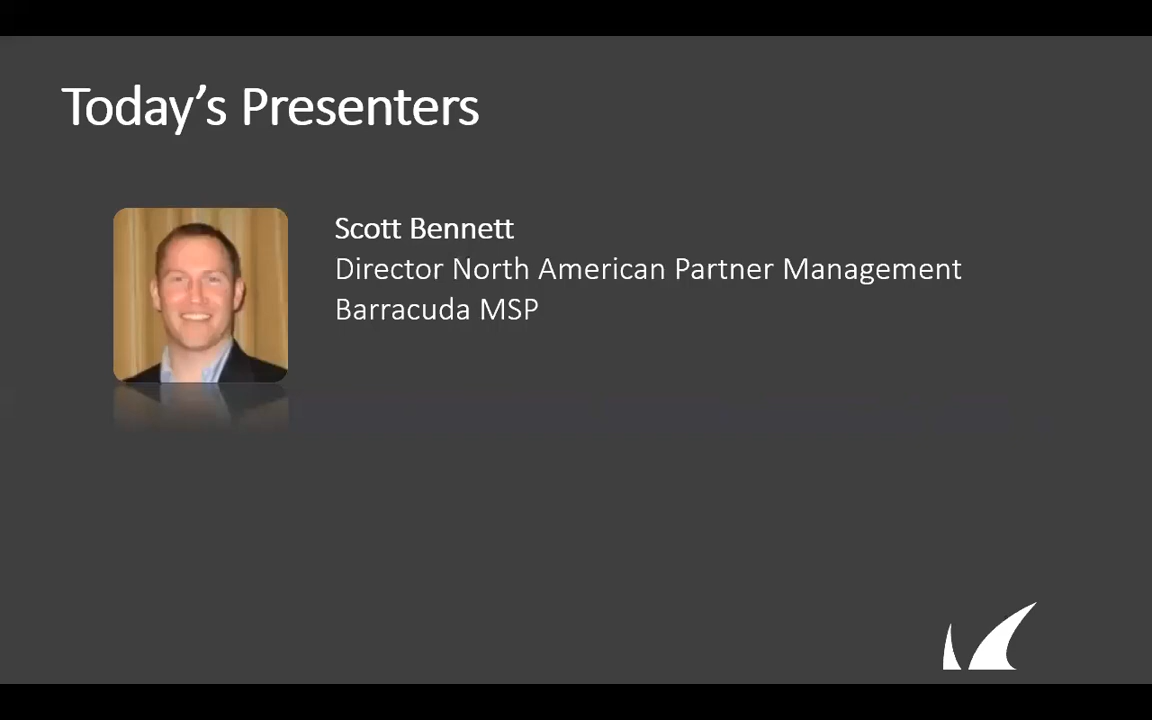 Today’s Presenters
Scott Bennett
Director North American Partner Management
Barracuda MSP